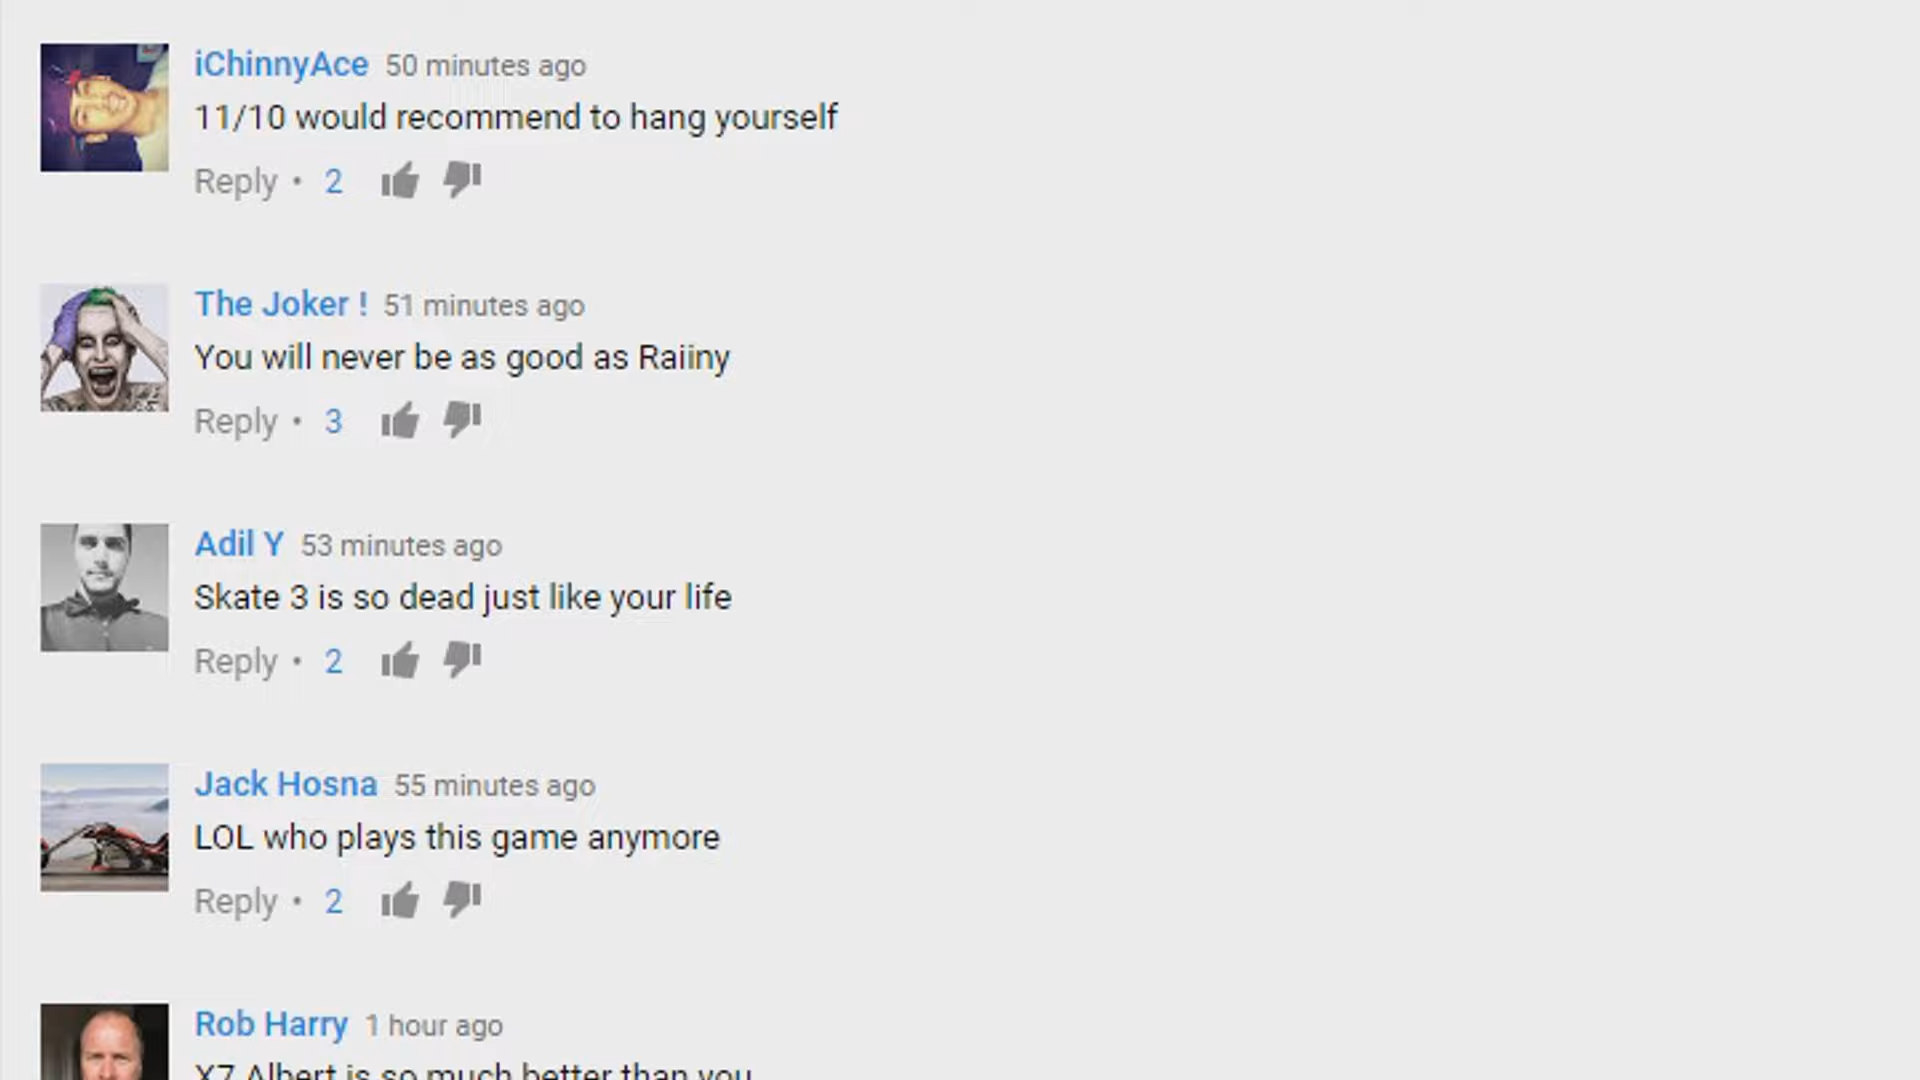 iChinnyAce 50 minutes ago
11/10 would recommend to hang yourself
Reply • 2
The Joker ! 51 minutes ago
You will never be as good as Raiiny
Reply • 3
Adil Y 53 minutes ago
Skate 3 is so dead just like your life
Reply • 2
Jack Hosna 55 minutes ago
LOL who plays this game anymore
Reply • 2
Rob Harry 1 hour ago
X7 Albert is so much better than you